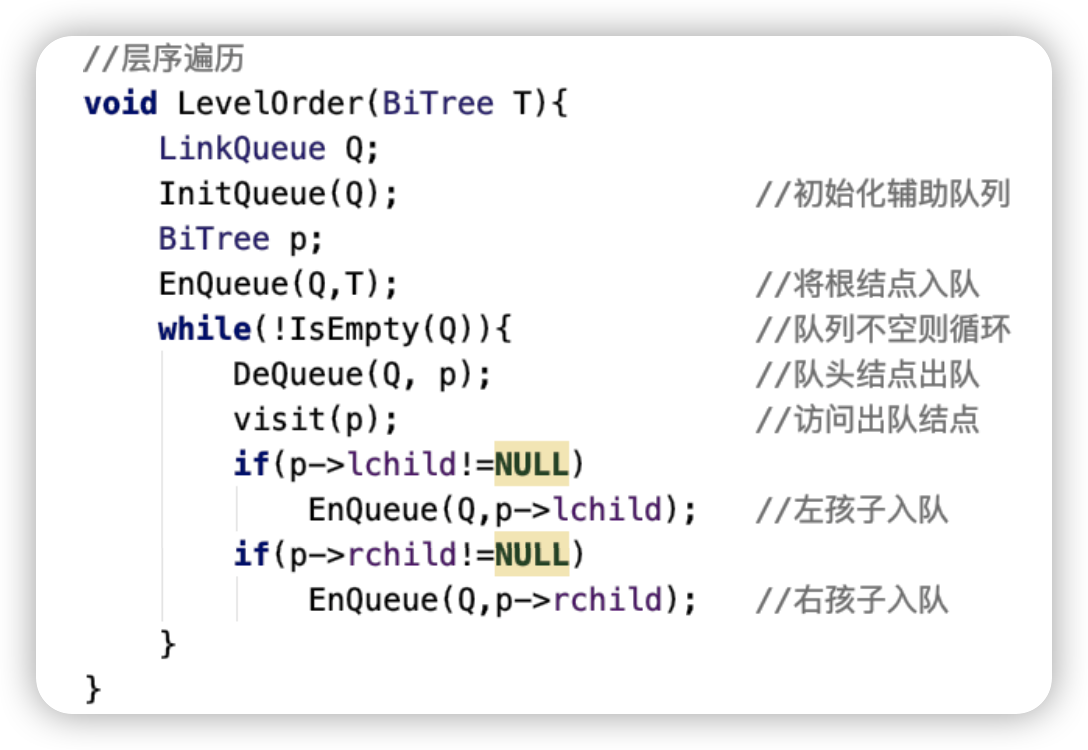 //层序遍历
void LevelOrder(BiTree T){
    LinkQueue Q;
    InitQueue(Q);                   //初始化辅助队列
    BiTree p;
    EnQueue(Q,T);                   //将根结点入队
    while(!IsEmpty(Q)){             //队列不空则循环
        DeQueue(Q, p);              //队头结点出队
        visit(p);                   //访问出队结点
        if(p->lchild!=NULL)
            EnQueue(Q,p->lchild);   //左孩子入队
        if(p->rchild!=NULL)
            EnQueue(Q,p->rchild);   //右孩子入队
    }
}